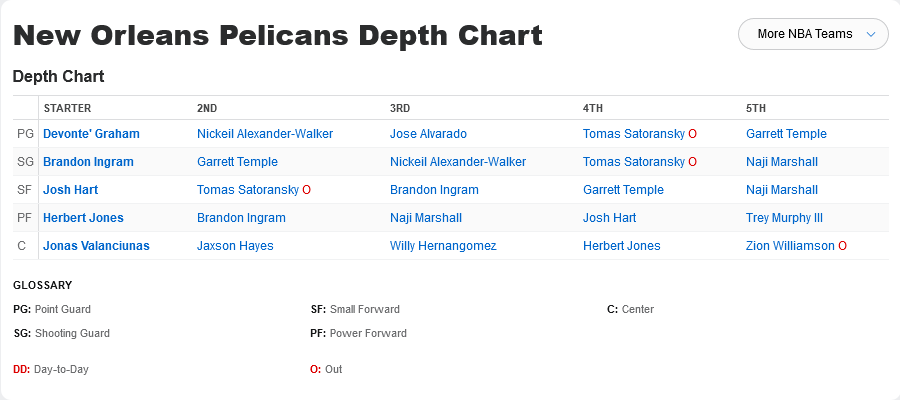 New Orleans Pelicans Depth Chart
More NBA Teams
Depth Chart
STARTER 2ND 3RD 4TH 5TH
PG Devonte' Graham Nickeil Alexander-Walker Jose Alvarado Tomas Satoransky O Garrett Temple
SG Brandon Ingram Garrett Temple Nickeil Alexander-Walker Tomas Satoransky O Naji Marshall
SF Josh Hart Tomas Satoransky O Brandon Ingram Garrett Temple Naji Marshall
PF Herbert Jones Brandon Ingram Naji Marshall Josh Hart Trey Murphy III
C Jonas Valanciunas Jaxson Hayes Willy Hernangomez Herbert Jones Zion Williamson O
GLOSSARY
PG: Point Guard SF: Small Forward C: Center
SG: Shooting Guard PF: Power Forward
DD: Day-to-Day O: Out